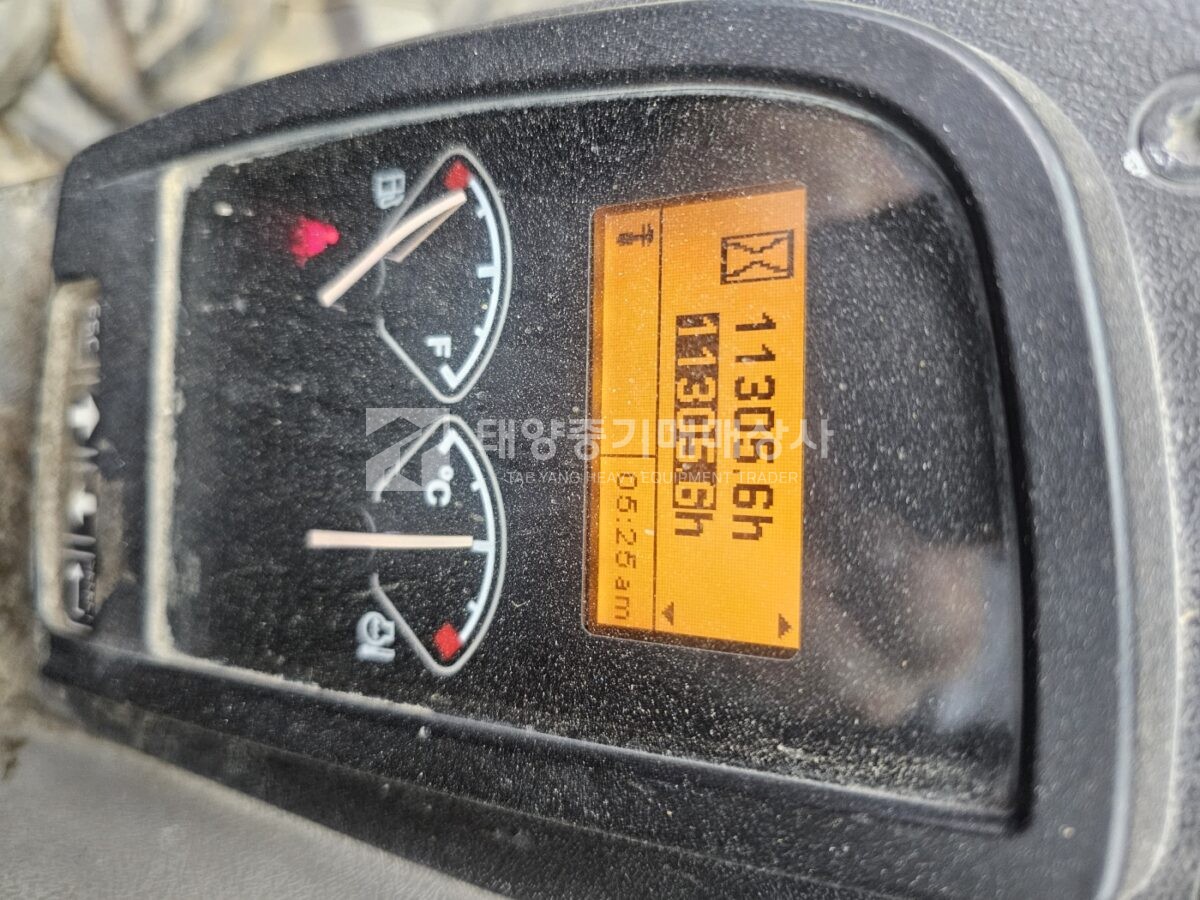 11305.6h
11305.6h
05:25 am
F
°C
태양중기매매상사
TAE YANG HEAVY EQUIPMENT TRADER